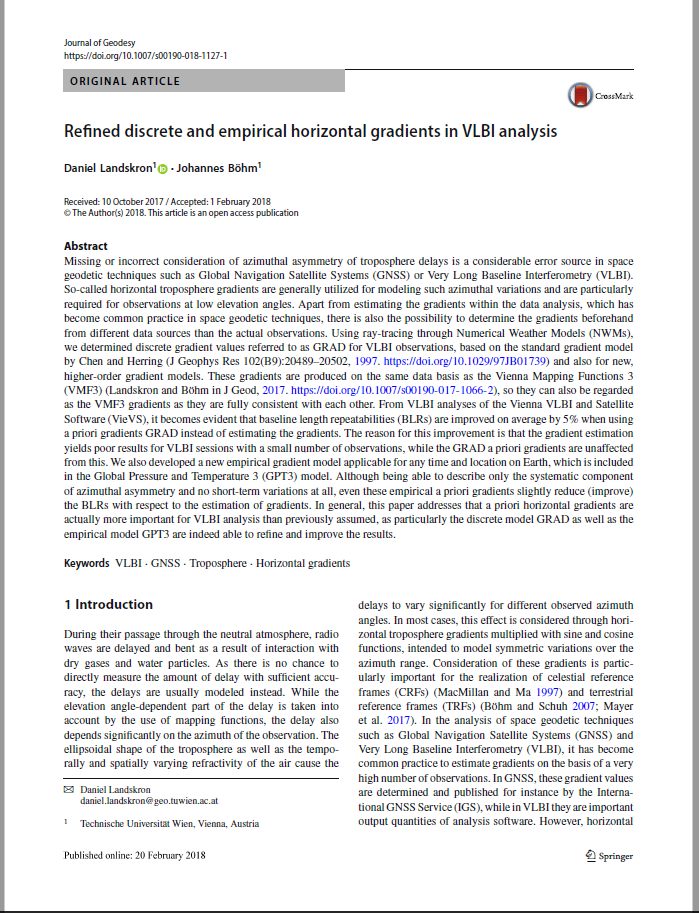 Journal of Geodesy
https://doi.org/10.1007/s00190-018-1127-1
ORIGINAL ARTICLE
CrossMark
Refined discrete and empirical horizontal gradients in VLBI analysis
Daniel Landskron1 iD · Johannes Böhm1
Received: 10 October 2017 / Accepted: 1 February 2018
© The Author(s) 2018. This article is an open access publication
Abstract
Missing or incorrect consideration of azimuthal asymmetry of troposphere delays is a considerable error source in space
geodetic techniques such as Global Navigation Satellite Systems (GNSS) or Very Long Baseline Interferometry (VLBI).
So-called horizontal troposphere gradients are generally utilized for modeling such azimuthal variations and are particularly
required for observations at low elevation angles. Apart from estimating the gradients within the data analysis, which has
become common practice in space geodetic techniques, there is also the possibility to determine the gradients beforehand
from different data sources than the actual observations. Using ray-tracing through Numerical Weather Models (NWMs),
we determined discrete gradient values referred to as GRAD for VLBI observations, based on the standard gradient model
by Chen and Herring (J Geophys Res 102(B9):20489–20502, 1997. https://doi.org/10.1029/97JB01739) and also for new,
higher-order gradient models. These gradients are produced on the same data basis as the Vienna Mapping Functions 3
(VMF3) (Landskron and Böhm in J Geod, 2017. https://doi.org/10.1007/s00190-017-1066-2), so they can also be regarded
as the VMF3 gradients as they are fully consistent with each other. From VLBI analyses of the Vienna VLBI and Satellite
Software (VieVS), it becomes evident that baseline length repeatabilities (BLRs) are improved on average by 5% when using
a priori gradients GRAD instead of estimating the gradients. The reason for this improvement is that the gradient estimation
yields poor results for VLBI sessions with a small number of observations, while the GRAD a priori gradients are unaffected
from this. We also developed a new empirical gradient model applicable for any time and location on Earth, which is included
in the Global Pressure and Temperature 3 (GPT3) model. Although being able to describe only the systematic component
of azimuthal asymmetry and no short-term variations at all, even these empirical a priori gradients slightly reduce (improve)
the BLRs with respect to the estimation of gradients. In general, this paper addresses that a priori horizontal gradients are
actually more important for VLBI analysis than previously assumed, as particularly the discrete model GRAD as well as the
empirical model GPT3 are indeed able to refine and improve the results.
Keywords VLBI · GNSS · Troposphere · Horizontal gradients
1 Introduction
During their passage through the neutral atmosphere, radio
waves are delayed and bent as a result of interaction with
dry gases and water particles. As there is no chance to
directly measure the amount of delay with sufficient accu-
racy, the delays are usually modeled instead. While the
elevation angle-dependent part of the delay is taken into
account by the use of mapping functions, the delay also
depends significantly on the azimuth of the observation. The
ellipsoidal shape of the troposphere as well as the tempo-
rally and spatially varying refractivity of the air cause the
delays to vary significantly for different observed azimuth
angles. In most cases, this effect is considered through hori-
zontal troposphere gradients multiplied with sine and cosine
functions, intended to model symmetric variations over the
azimuth range. Consideration of these gradients is partic-
ularly important for the realization of celestial reference
frames (CRFs) (MacMillan and Ma 1997) and terrestrial
reference frames (TRFs) (Böhm and Schuh 2007; Mayer
et al. 2017). In the analysis of space geodetic techniques
such as Global Navigation Satellite Systems (GNSS) and
Very Long Baseline Interferometry (VLBI), it has become
common practice to estimate gradients on the basis of a very
high number of observations. In GNSS, these gradient values
are determined and published for instance by the Interna-
tional GNSS Service (IGS), while in VLBI they are important
output quantities of analysis software. However, horizontal
Daniel Landskron
daniel.landskron@geo.tuwien.ac.at
1 Technische Universität Wien, Vienna, Austria
Published online: 20 February 2018
Springer